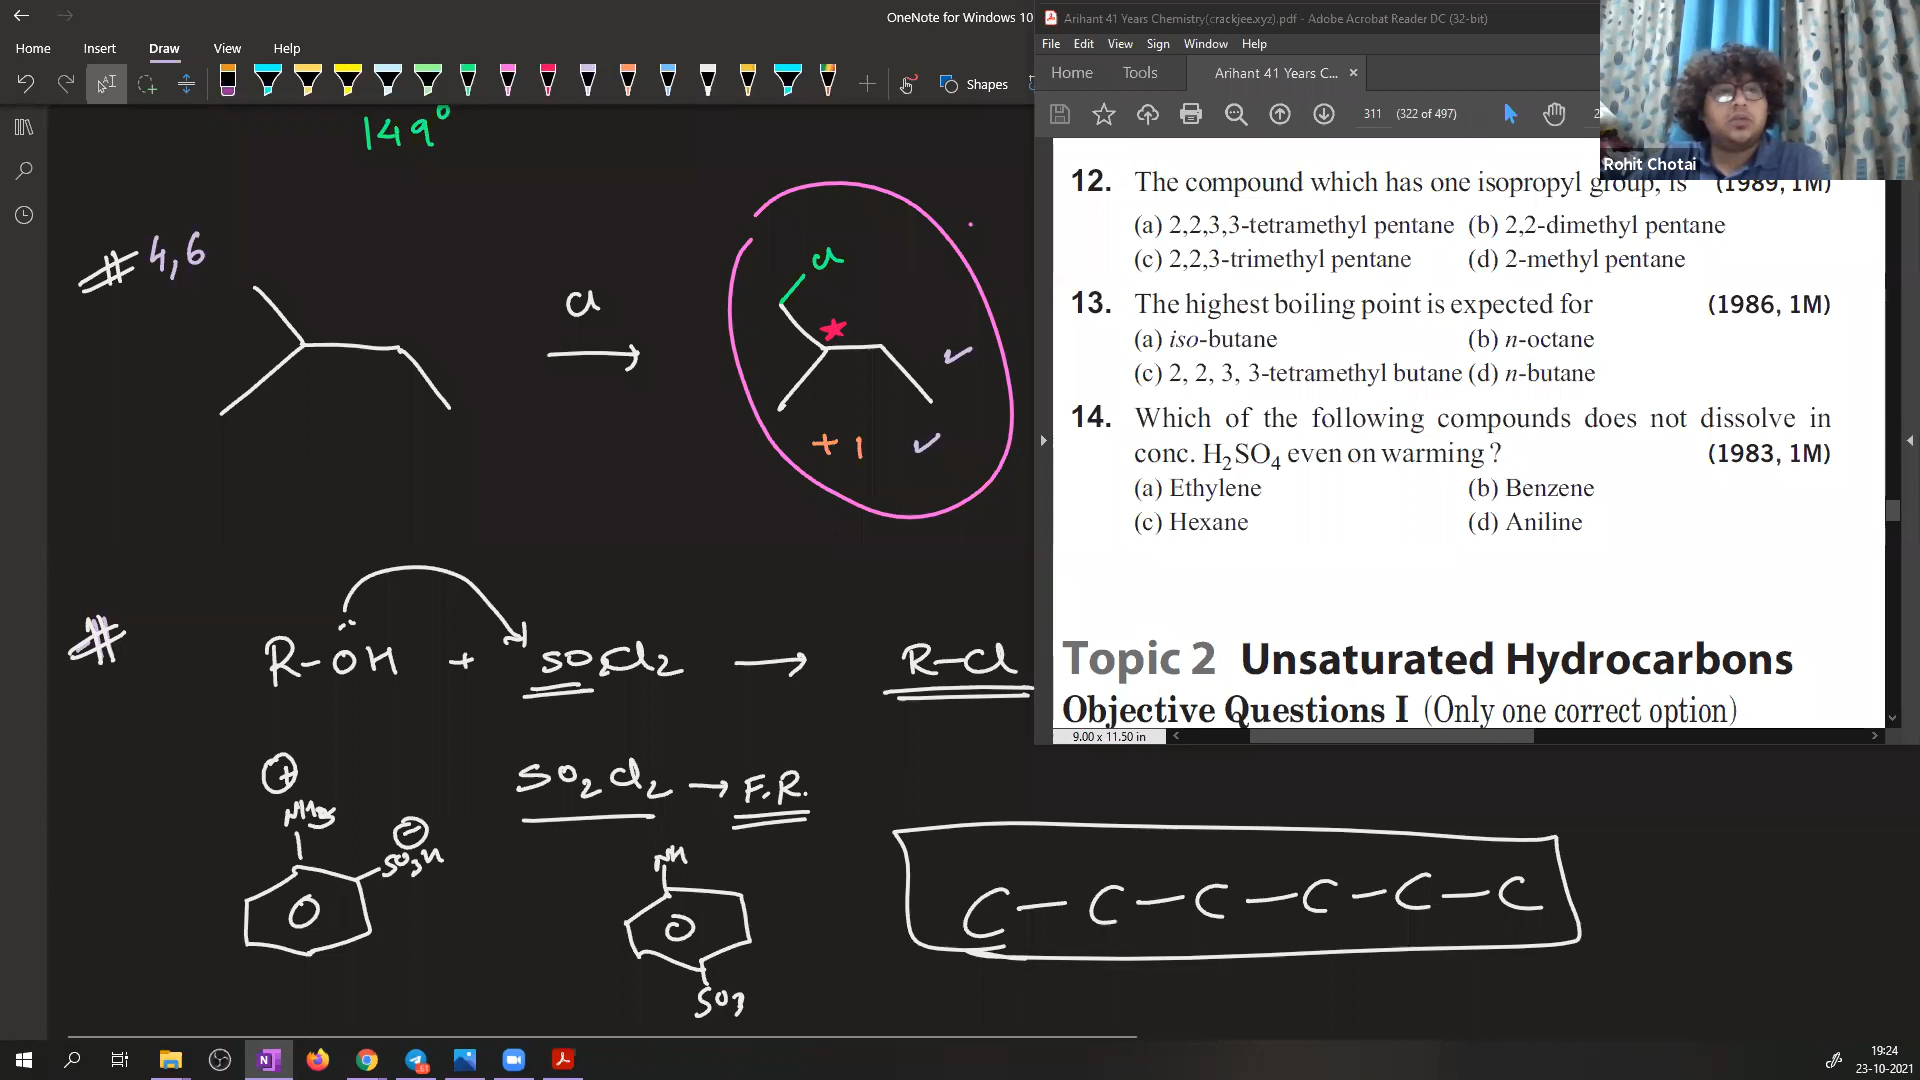 OneNote for Windows 10
Home Insert Draw View Help
Shapes
149°
4,6
Cl
Cl
+1
R-OH + SOCl2 → R-Cl
SO2Cl2 → F.R.
NH
SO3H
SO3
C-C-C-C-C-C
Arihant 41 Years Chemistry(crackjee.xyz).pdf - Adobe Acrobat Reader DC (32-bit)
File Edit View Sign Window Help
Home Tools Arihant 41 Years C... ×
311 (322 of 497)
Rohit Chotai
12. The compound which has one isopropyl group, is (1989, 1M)
(a) 2,2,3,3-tetramethyl pentane (b) 2,2-dimethyl pentane
(c) 2,2,3-trimethyl pentane (d) 2-methyl pentane
13. The highest boiling point is expected for (1986, 1M)
(a) iso-butane (b) n-octane
(c) 2, 2, 3, 3-tetramethyl butane (d) n-butane
14. Which of the following compounds does not dissolve in
conc. H2SO4 even on warming ? (1983, 1M)
(a) Ethylene (b) Benzene
(c) Hexane (d) Aniline
Topic 2 Unsaturated Hydrocarbons
Objective Questions I (Only one correct option)
9.00 x 11.50 in
19:24
23-10-2021